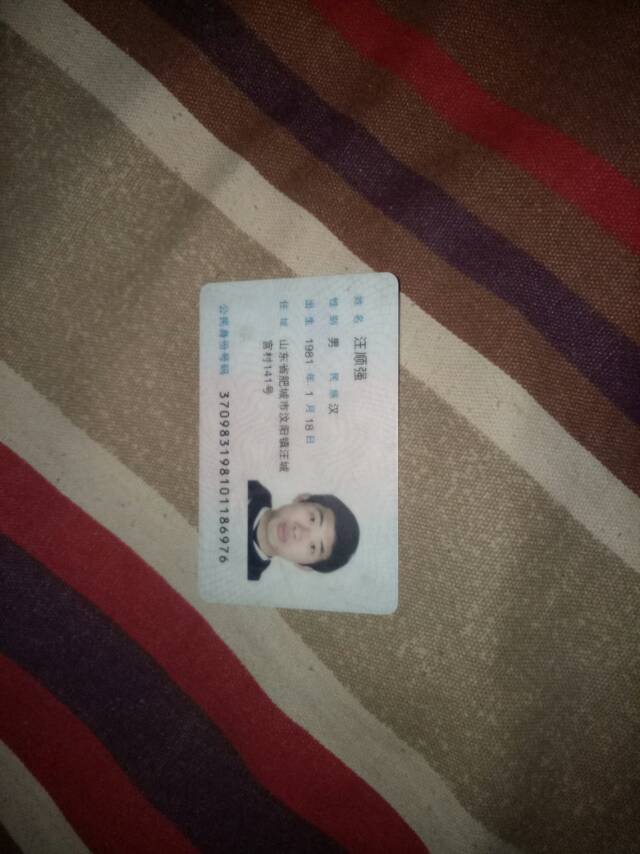 姓名 汪顺强
性别 男 民族 汉
出生 1981 年 1 月 18 日
住址 山东省肥城市汶阳镇汪城
宫村141号
公民身份号码 370983198101186976